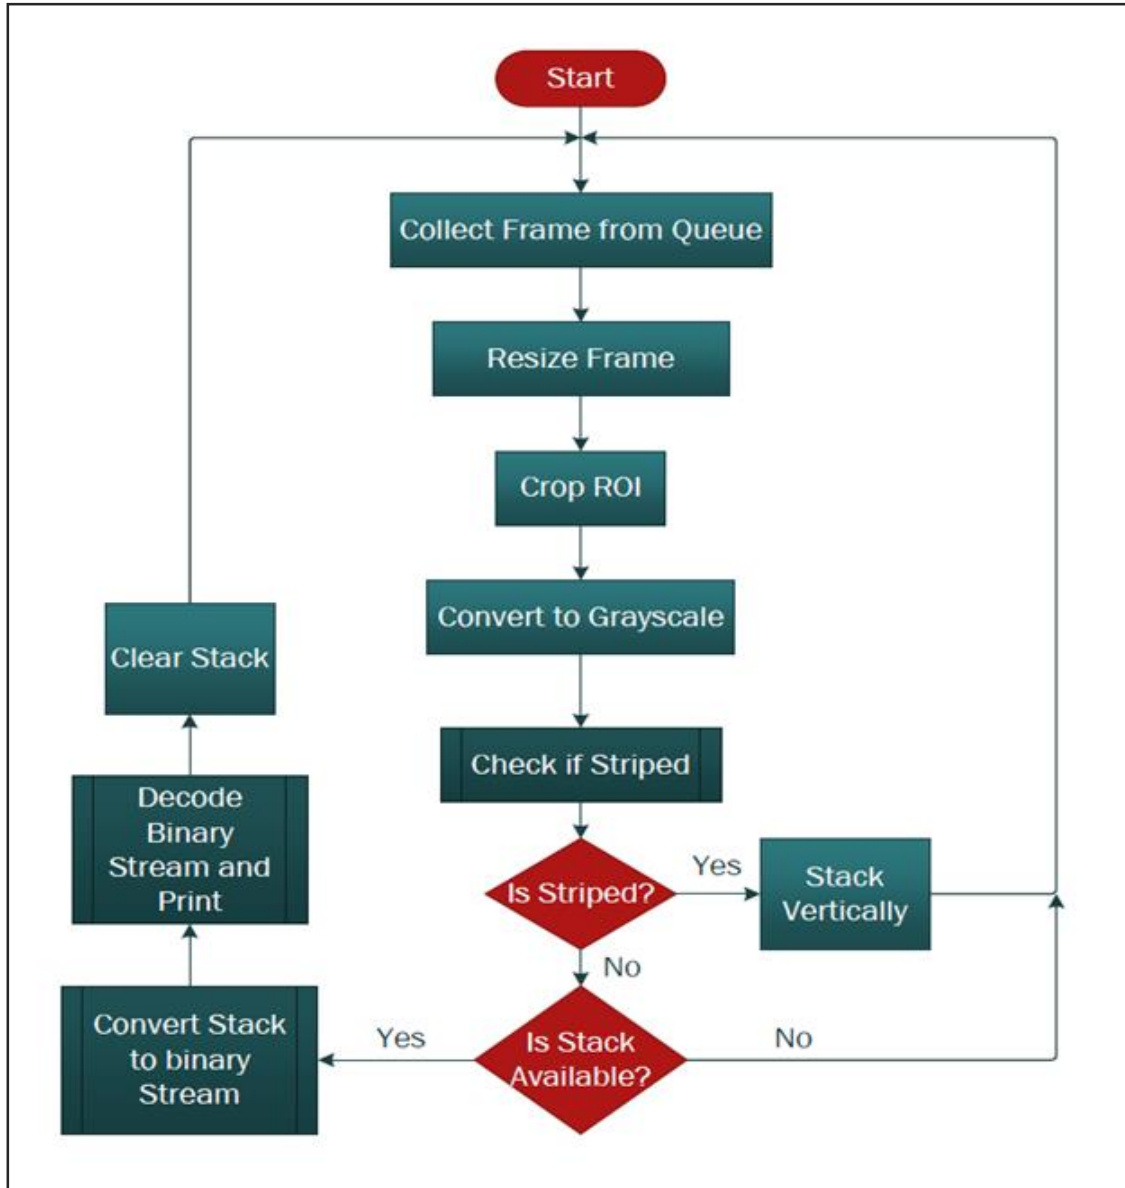 Start
Collect Frame from Queue
Resize Frame
Crop ROI
Convert to Grayscale
Check if Striped
Is Striped?
Yes
Stack
Vertically
No
Is Stack
Available?
No
Yes
Convert Stack
to binary
Stream
Decode
Binary
Stream and
Print
Clear Stack